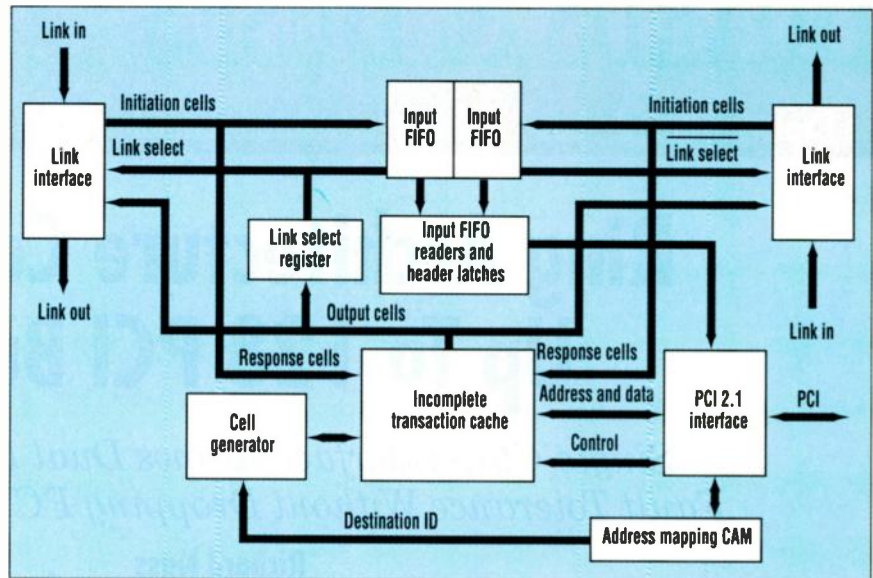 Link in
Link out
Initiation cells
Input
FIFO
Input
FIFO
Initiation cells
Link
interface
Link select
Link select
Link
interface
Link select
register
Input FIFO
readers and
header latches
Link out
Output cells
Link in
Response cells
Response cells
Incomplete
transaction cache
Address and data
PCI 2.1
interface
PCI
Cell
generator
Control
Destination ID
Address mapping CAM